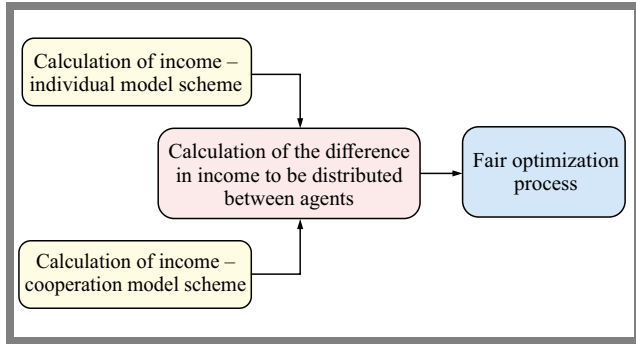 Calculation of income –
individual model scheme
Calculation of the difference
in income to be distributed
between agents
Fair optimization
process
Calculation of income –
cooperation model scheme